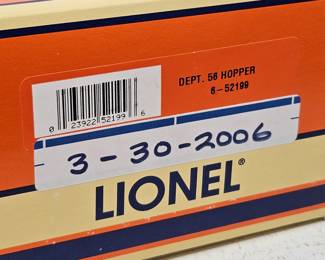 DEPT. 56 HOPPER
6-52199
0 23922 52199 6
3-30-2006
LIONEL®